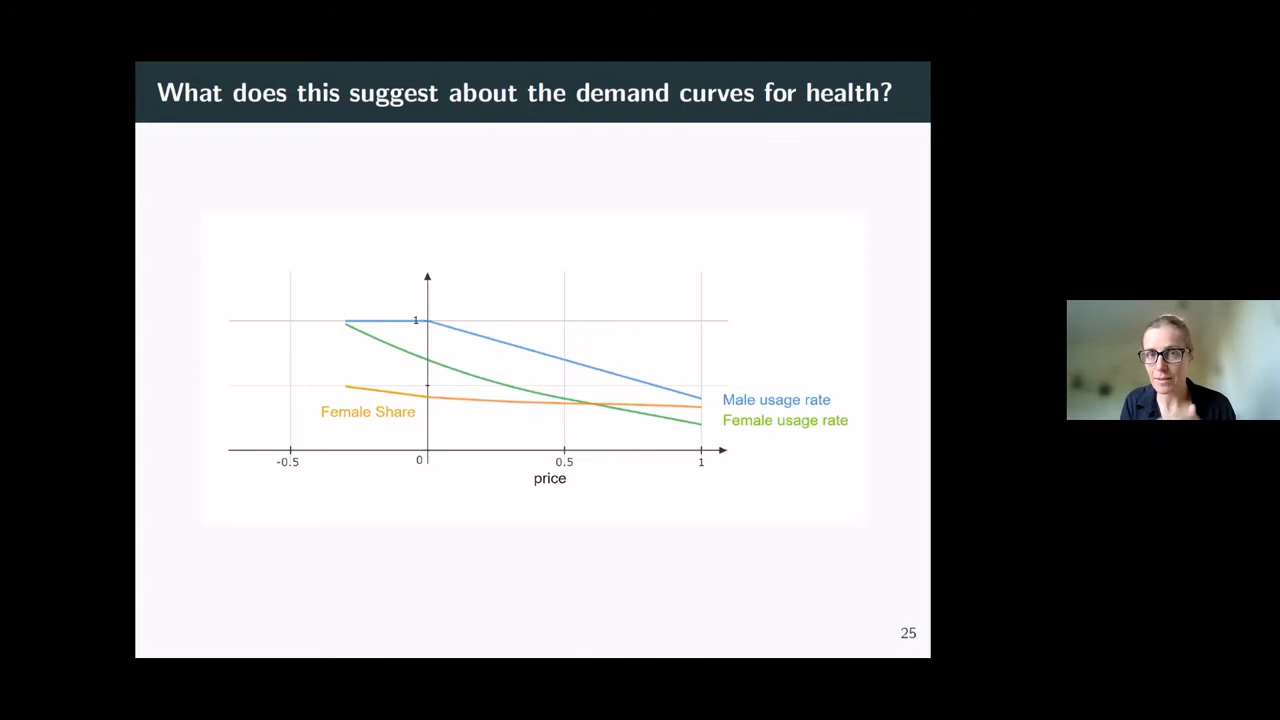 What does this suggest about the demand curves for health?
1
Male usage rate
Female Share
Female usage rate
-0.5
0
0.5
1
price
25